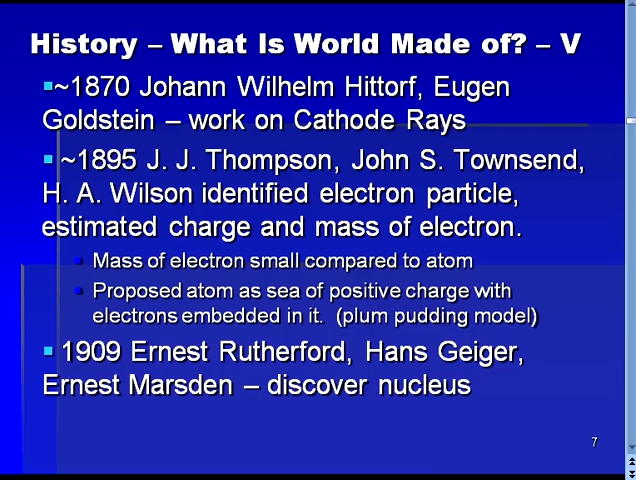 History – What Is World Made of? – V
~1870 Johann Wilhelm Hittorf, Eugen
Goldstein – work on Cathode Rays
~1895 J. J. Thompson, John S. Townsend,
H. A. Wilson identified electron particle,
estimated charge and mass of electron.
Mass of electron small compared to atom
Proposed atom as sea of positive charge with
electrons embedded in it. (plum pudding model)
1909 Ernest Rutherford, Hans Geiger,
Ernest Marsden – discover nucleus
7